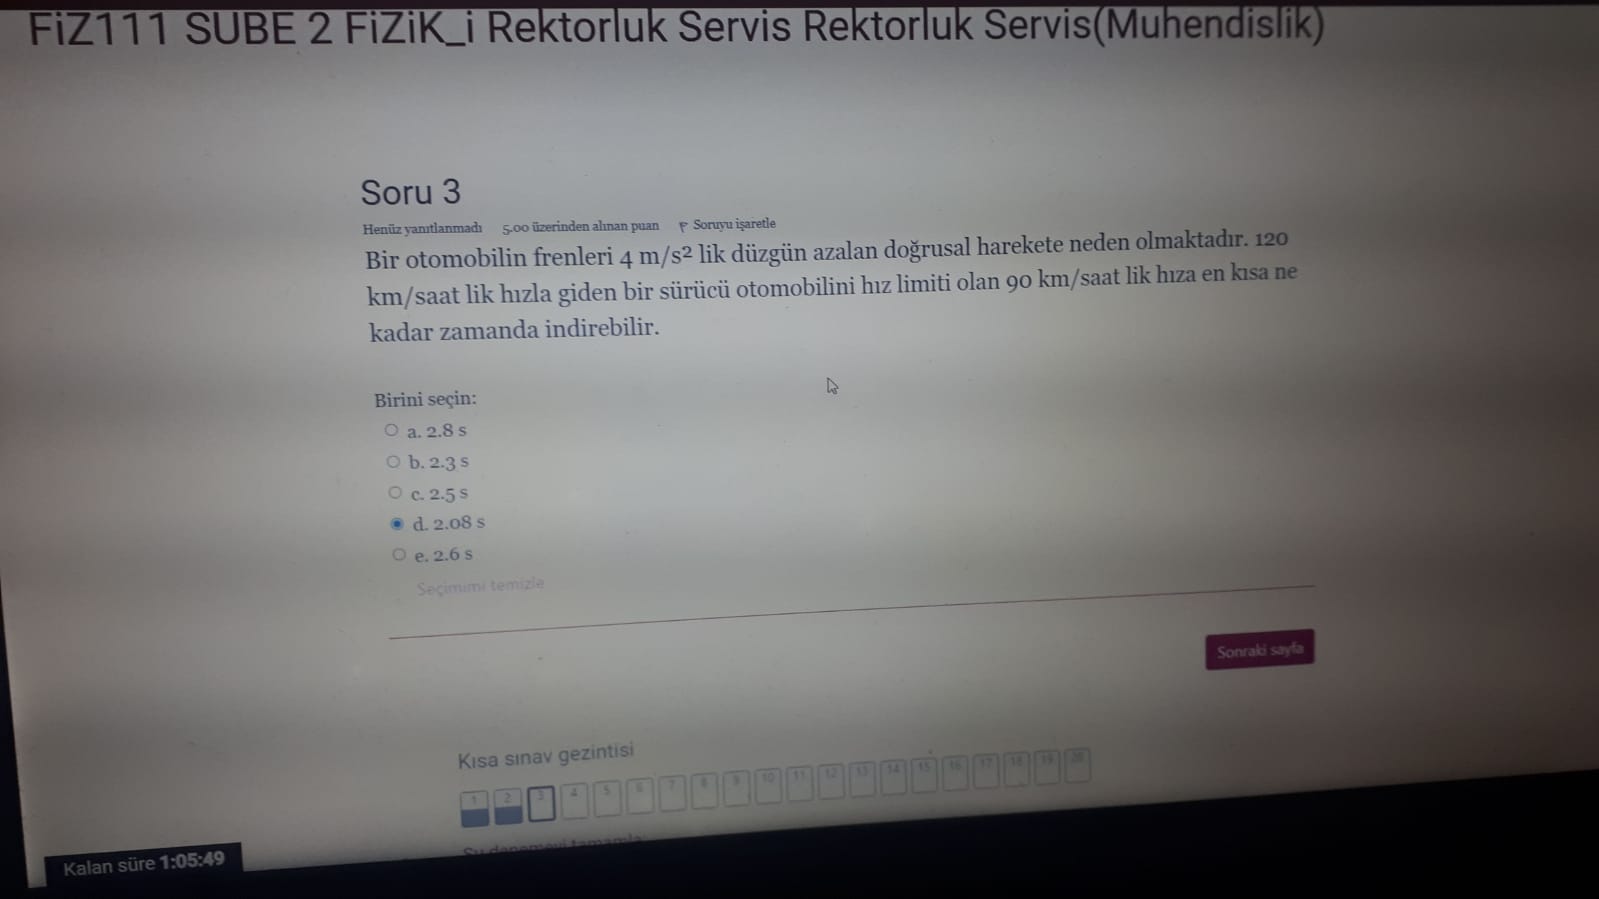 FiZ111 SUBE 2 FiZiK_i Rektorluk Servis Rektorluk Servis(Muhendislik)
Soru 3
Henüz yanıtlanmadı 5,00 üzerinden alınan puan Soruyu işaretle
Bir otomobilin frenleri 4 m/s² lik düzgün azalan doğrusal harekete neden olmaktadır. 120
km/saat lik hızla giden bir sürücü otomobilini hız limiti olan 90 km/saat lik hıza en kısa ne
kadar zamanda indirebilir.
Birini seçin:
a. 2.8 s
b. 2.3 s
c. 2.5 s
d. 2.08 s
e. 2.6 s
Seçimimi temizle
Sonraki sayfa
Kısa sınav gezintisi
1 2 3 4 5 6 7 8 9 10 11 12 13 14 15 16 17 18 19 20
Kalan süre 1:05:49